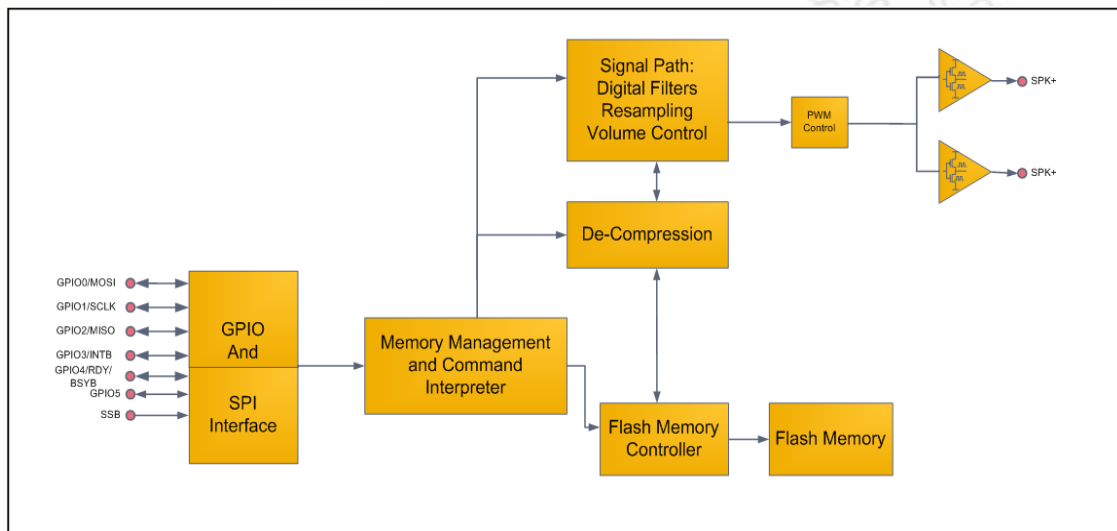 Signal Path:
Digital Filters
Resampling
Volume Control
PWM
Control
SPK+
SPK+
De-Compression
GPIO0/MOSI
GPIO1/SCLK
GPIO2/MISO
GPIO3/INTB
GPIO4/RDY/
BSYB
GPIO5
SSB
GPIO
And
SPI
Interface
Memory Management
and Command
Interpreter
Flash Memory
Controller
Flash Memory